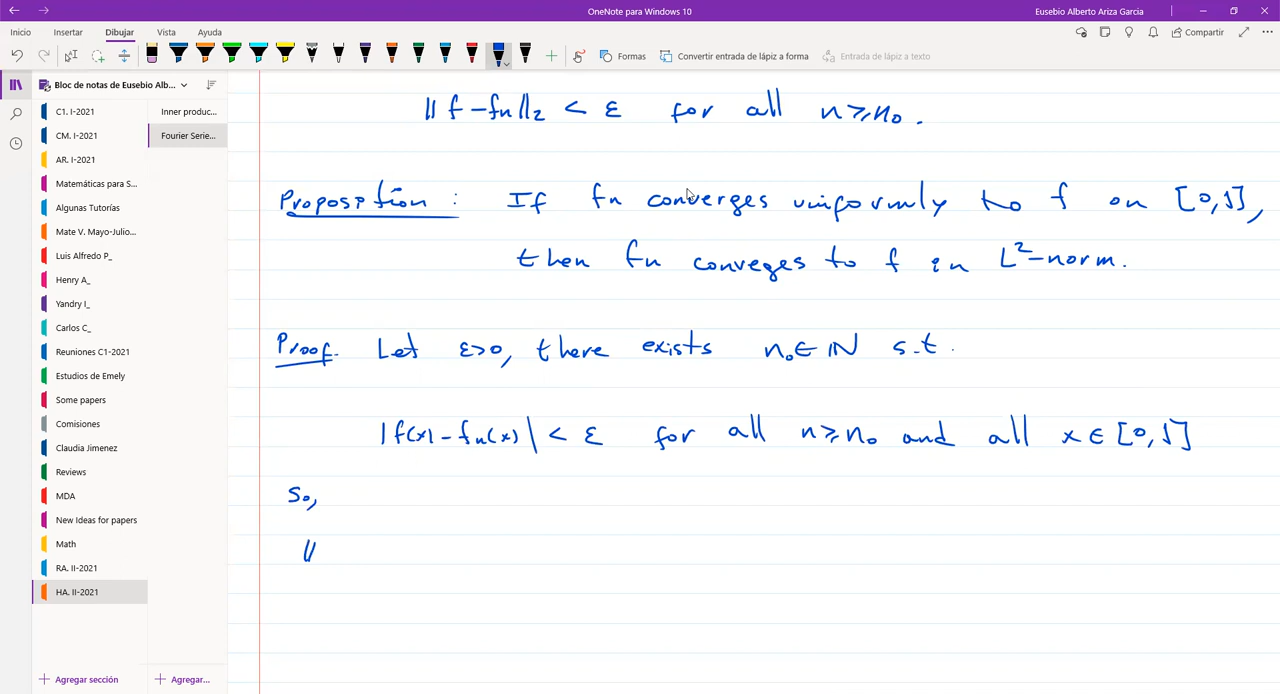 OneNote para Windows 10
Eusebio Alberto Ariza Garcia
Inicio Insertar Dibujar Vista Ayuda
Compartir
Formas Convertir entrada de lápiz a forma Entrada de lápiz a texto
Bloc de notas de Eusebio Alb...
C1. I-2021
CM. I-2021
AR. I-2021
Matemáticas para S...
Algunas Tutorías
Mate V. Mayo-Julio...
Luis Alfredo P_
Henry A_
Yandry I_
Carlos C_
Reuniones C1-2021
Estudios de Emely
Some papers
Comisiones
Claudia Jimenez
Reviews
MDA
New Ideas for papers
Math
RA. II-2021
HA. II-2021
Agregar sección
Inner produc...
Fourier Serie...
Agregar...
|| f - fn ||2 < ε for all n ≥ n0.
Proposition: If fn converges uniformly to f on [0,1],
then fn conveges to f in L²-norm.
Proof. Let ε>0, there exists n0 ∈ IN s.t.
|f(x) - fn(x)| < ε for all n ≥ n0 and all x ∈ [0,1]
So,
||